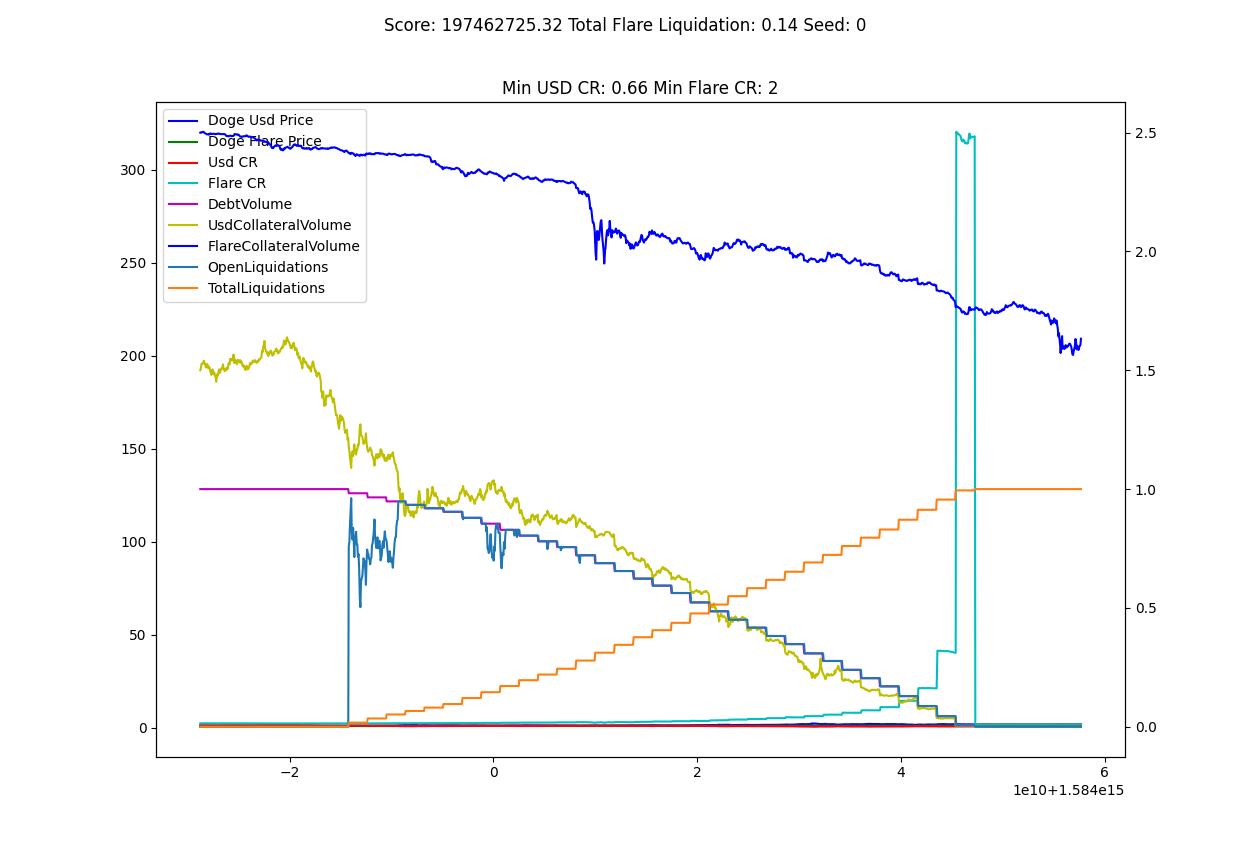 Score: 197462725.32 Total Flare Liquidation: 0.14 Seed: 0
Min USD CR: 0.66 Min Flare CR: 2
Doge Usd Price
Doge Flare Price
Usd CR
Flare CR
DebtVolume
UsdCollateralVolume
FlareCollateralVolume
OpenLiquidations
TotalLiquidations
300
250
200
150
100
50
0
2.5
2.0
1.5
1.0
0.5
0.0
−2
0
2
4
6
1e10+1.584e15